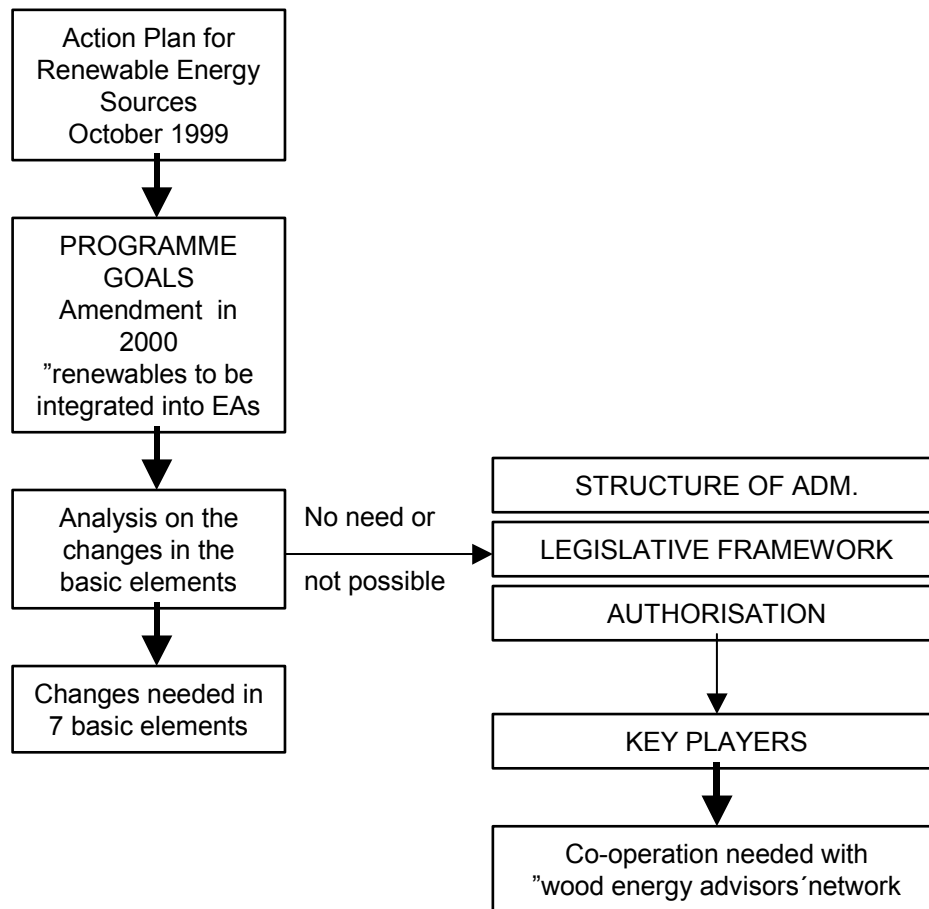 Action Plan for
Renewable Energy
Sources
October 1999
PROGRAMME
GOALS
Amendment in
2000
”renewables to be
integrated into EAs
Analysis on the
changes in the
basic elements
No need or
not possible
Changes needed in
7 basic elements
STRUCTURE OF ADM.
LEGISLATIVE FRAMEWORK
AUTHORISATION
KEY PLAYERS
Co-operation needed with
”wood energy advisors´network